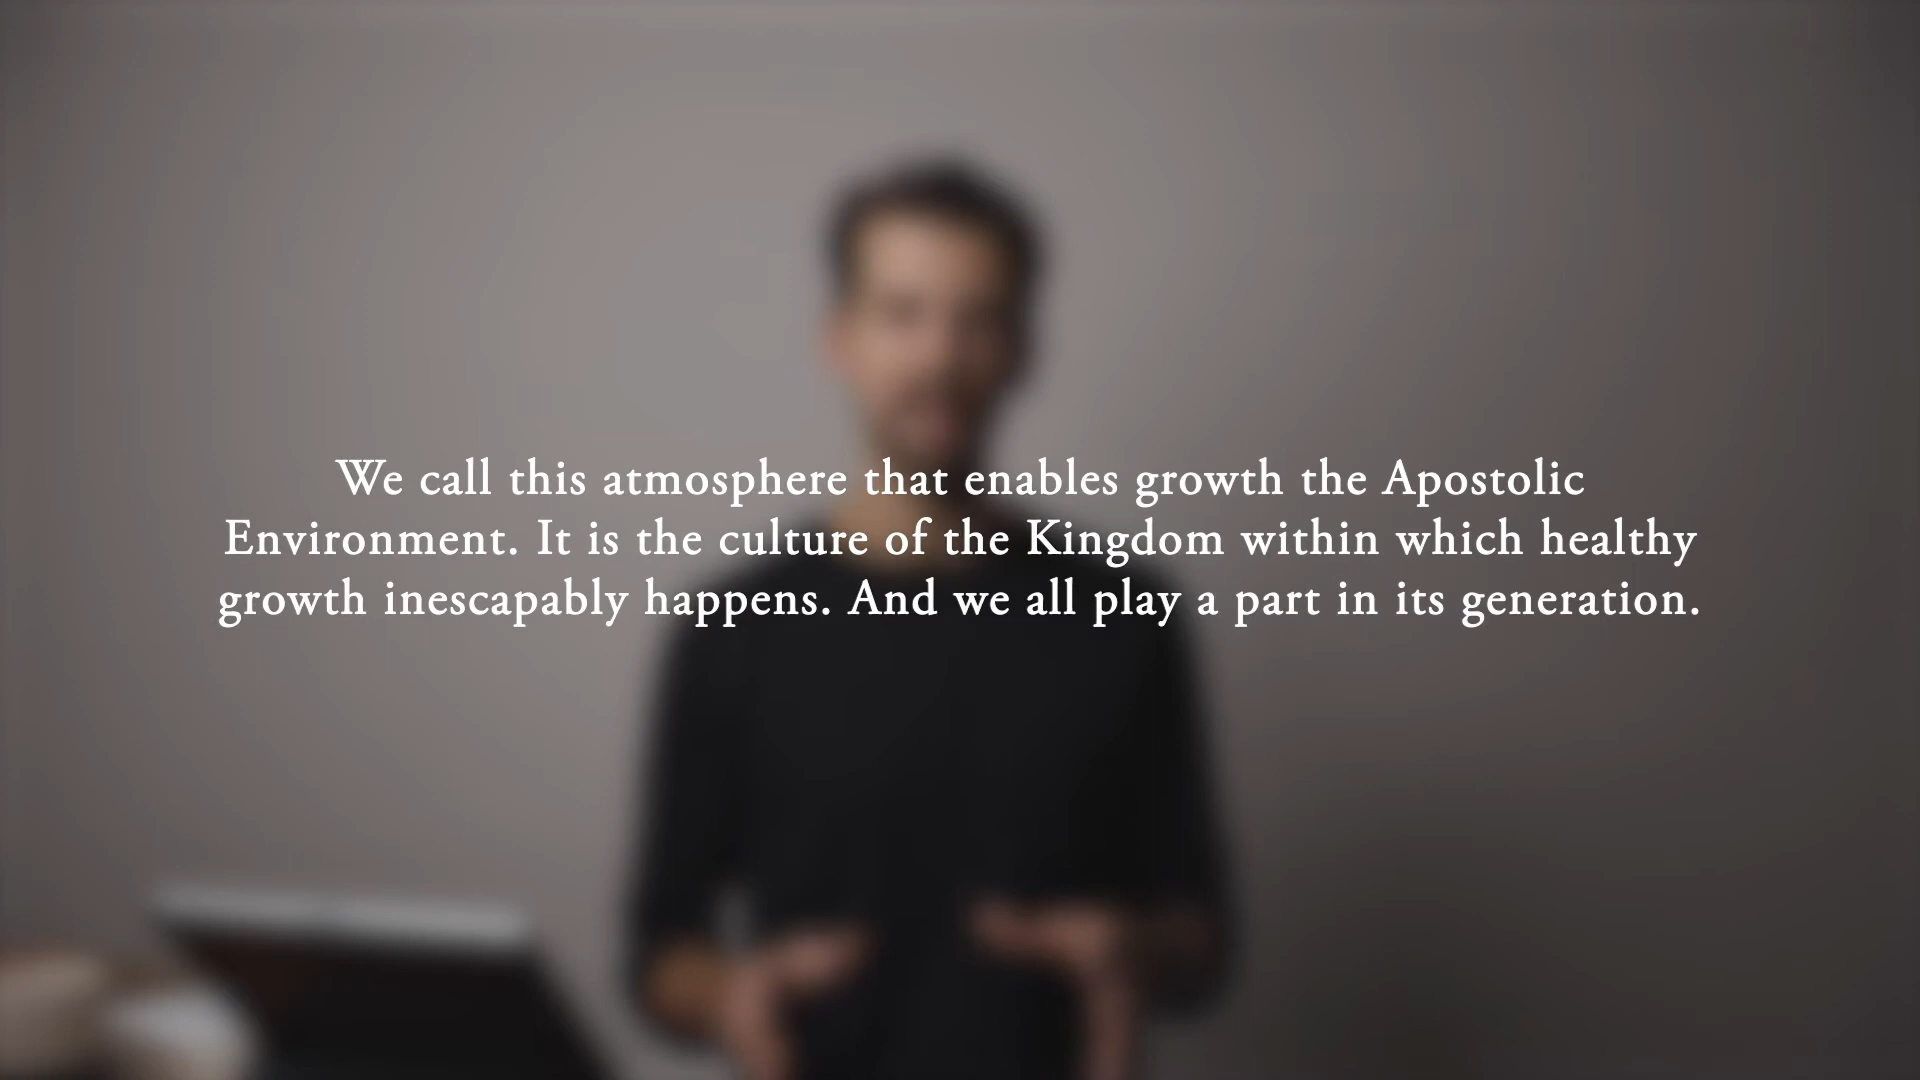 We call this atmosphere that enables growth the Apostolic
Environment. It is the culture of the Kingdom within which healthy
growth inescapably happens. And we all play a part in its generation.